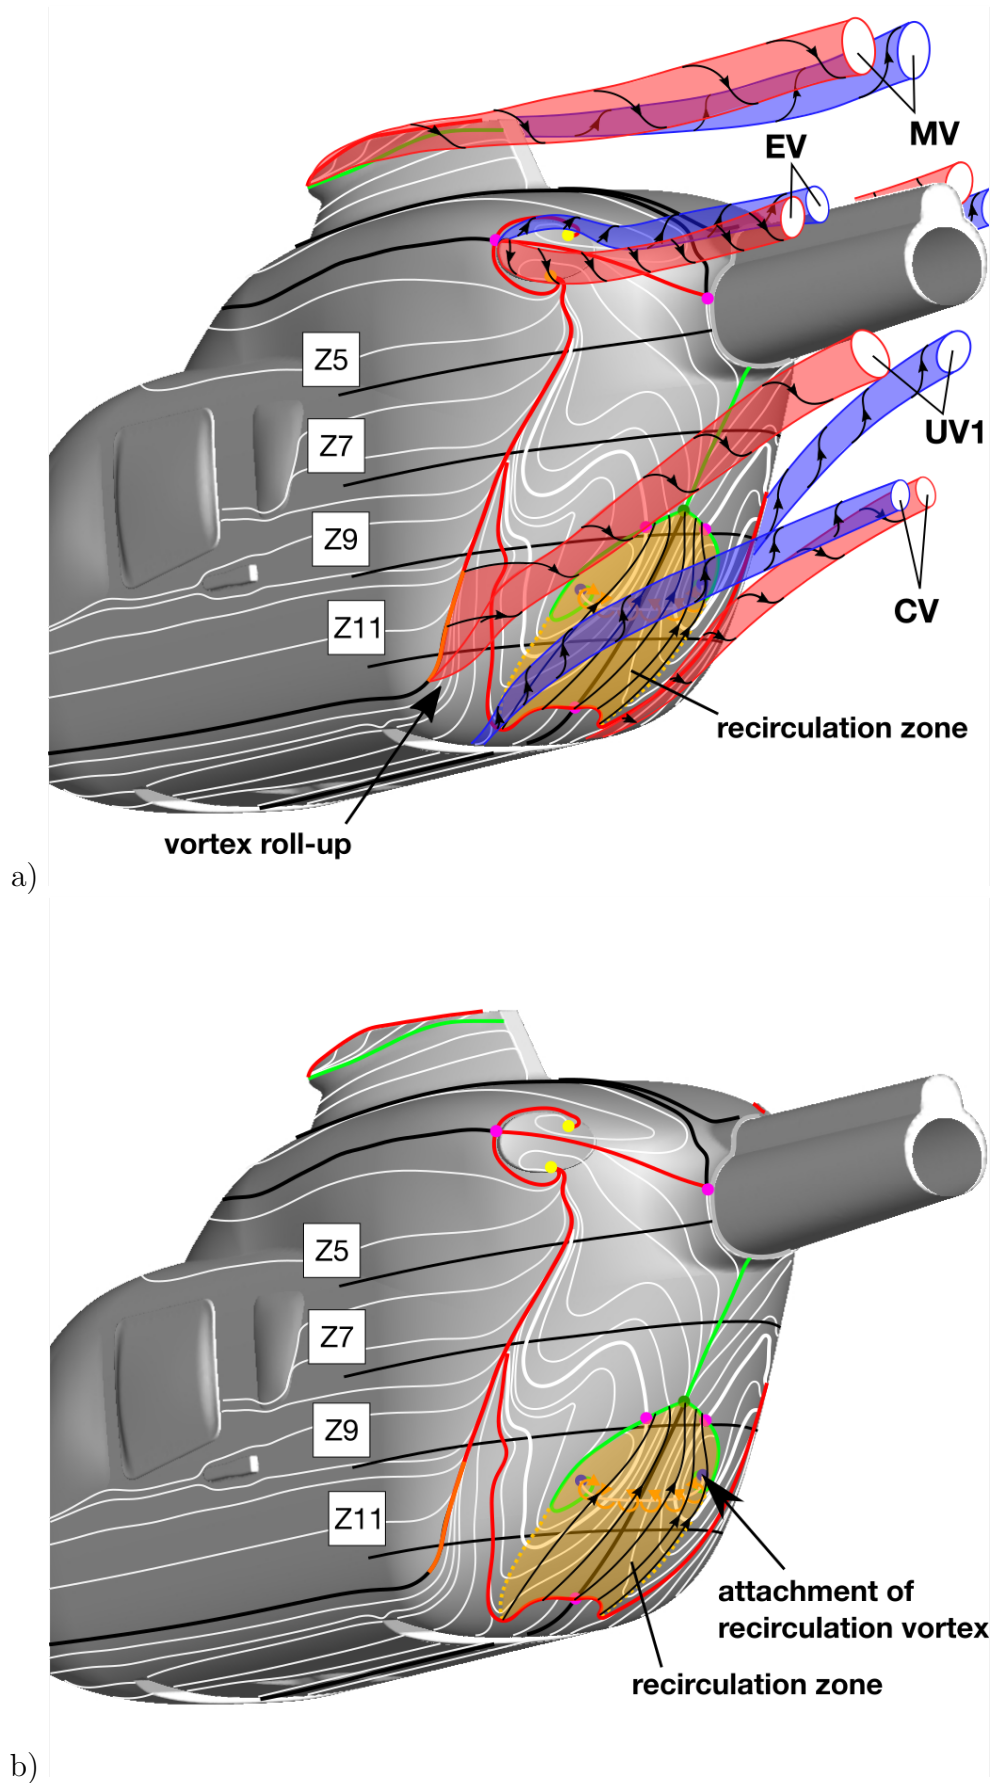 MV
EV
Z5
Z7
UV1
Z9
CV
Z11
recirculation zone
vortex roll-up
a)
Z5
Z7
Z9
Z11
attachment of
recirculation vortex
recirculation zone
b)